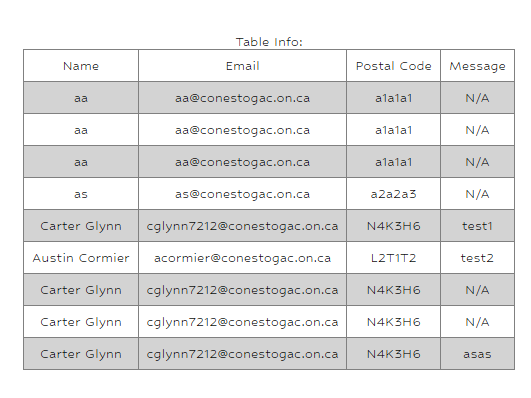 Table Info:
Name Email Postal Code Message
aa aa@conestogac.on.ca a1a1a1 N/A
aa aa@conestogac.on.ca a1a1a1 N/A
aa aa@conestogac.on.ca a1a1a1 N/A
as as@conestogac.on.ca a2a2a3 N/A
Carter Glynn cglynn7212@conestogac.on.ca N4K3H6 test1
Austin Cormier acormier@conestogac.on.ca L2T1T2 test2
Carter Glynn cglynn7212@conestogac.on.ca N4K3H6 N/A
Carter Glynn cglynn7212@conestogac.on.ca N4K3H6 N/A
Carter Glynn cglynn7212@conestogac.on.ca N4K3H6 asas